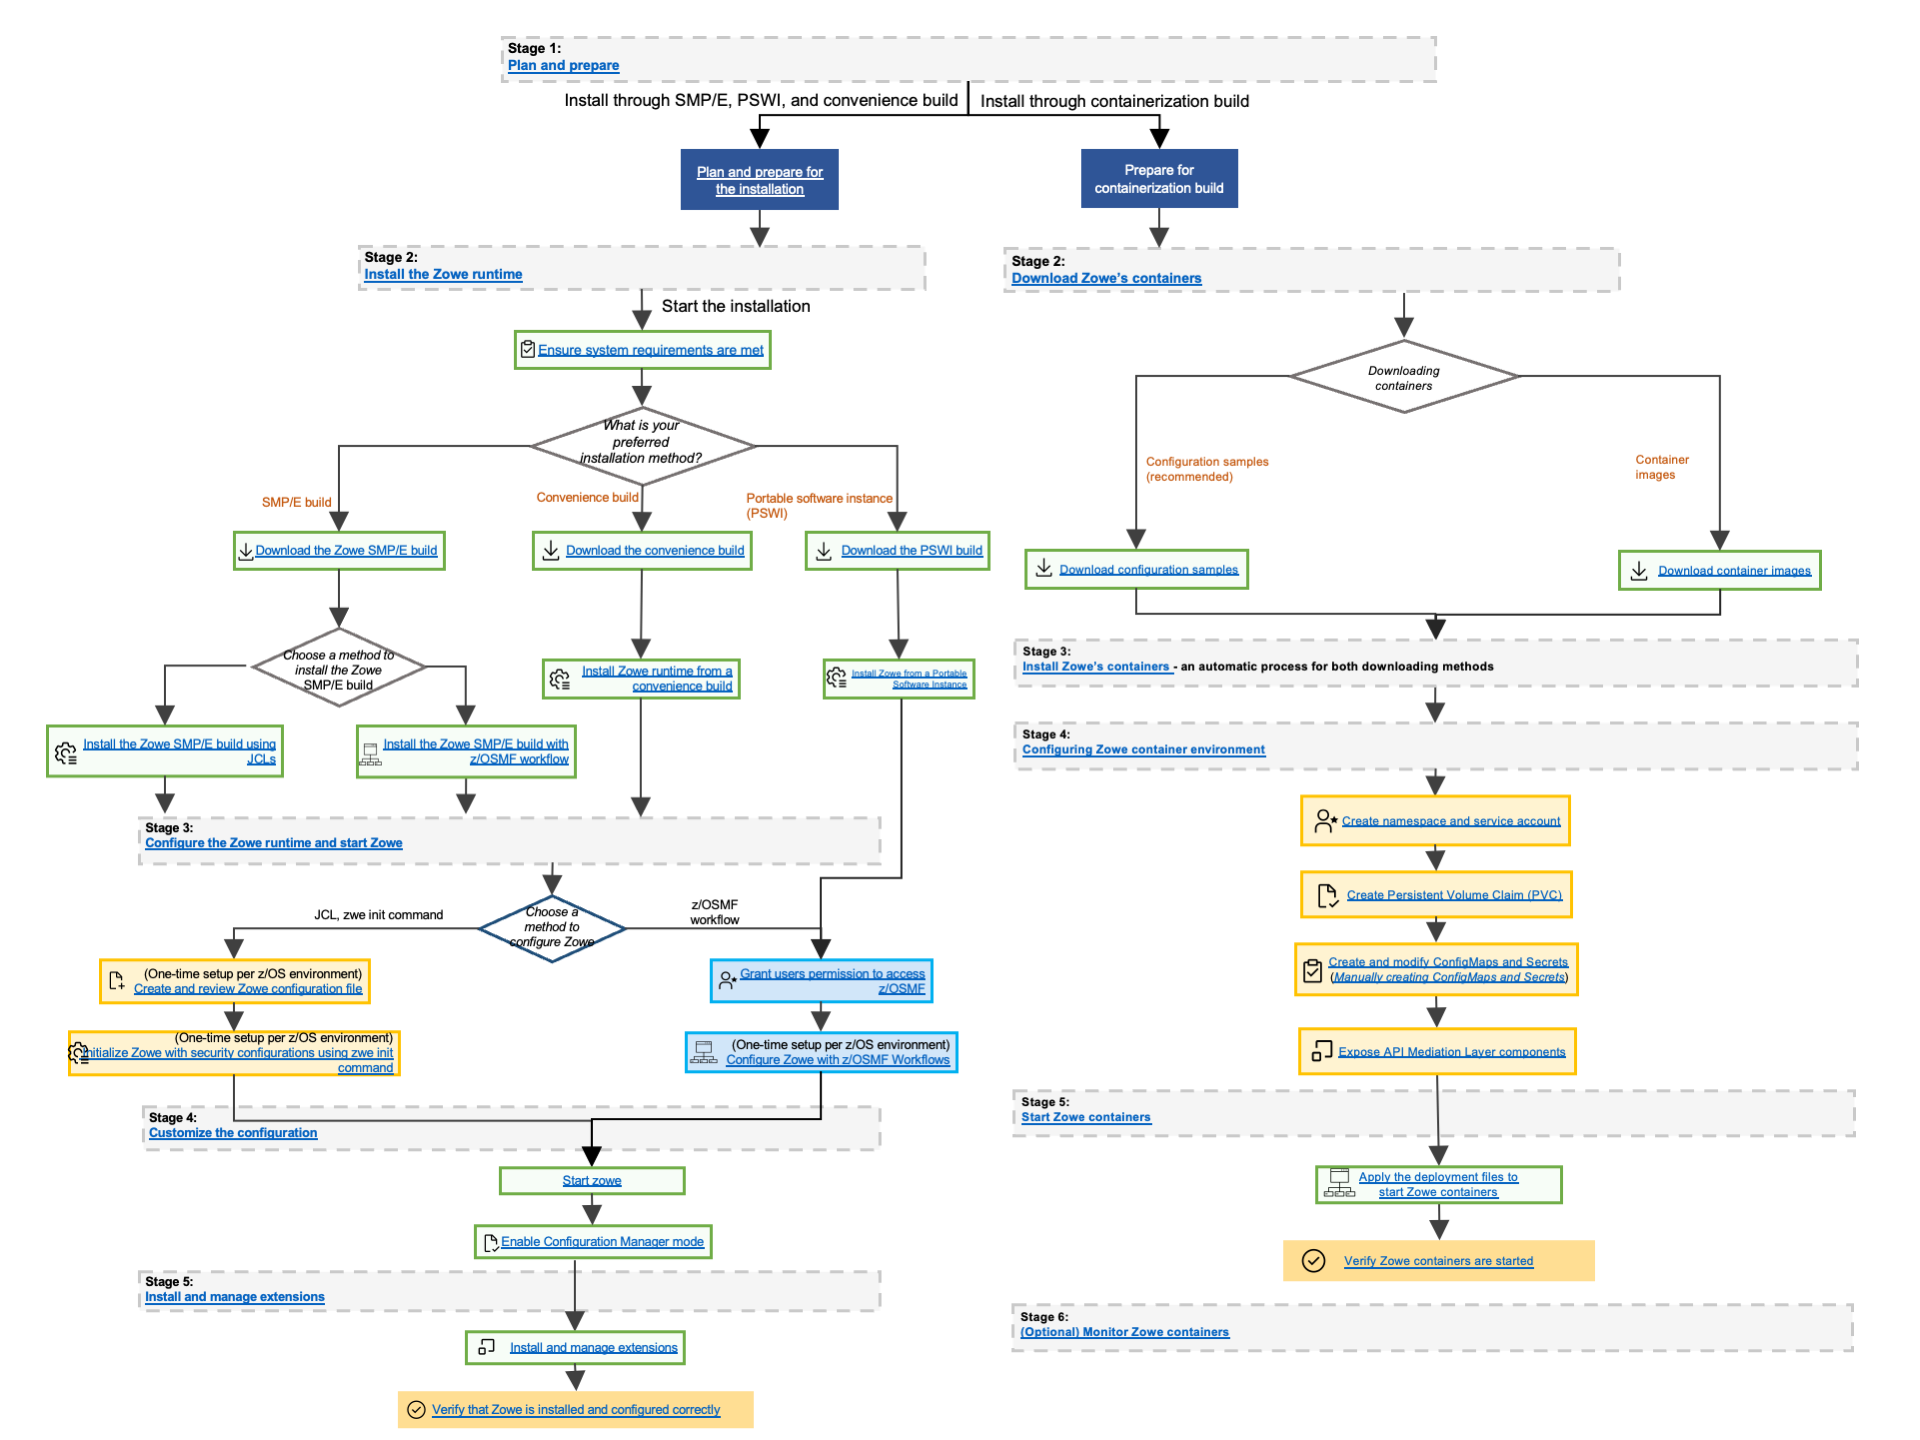 Stage 1:
Plan and prepare
Install through SMP/E, PSWI, and convenience build
Install through containerization build
Plan and prepare for
the installation
Prepare for
containerization build
Stage 2:
Install the Zowe runtime
Start the installation
Ensure system requirements are met
What is your
preferred
installation method?
SMP/E build
Convenience build
Portable software instance
(PSWI)
Download the Zowe SMP/E build
Download the convenience build
Download the PSWI build
Choose a method to
install the Zowe
SMP/E build
Install Zowe runtime from a
convenience build
Install Zowe from a Portable
Software Instance
Install the Zowe SMP/E build using
JCLs
Install the Zowe SMP/E build with
z/OSMF workflow
Stage 3:
Configure the Zowe runtime and start Zowe
Choose a
method to
configure Zowe
JCL, zwe init command
z/OSMF
workflow
(One-time setup per z/OS environment)
Create and review Zowe configuration file
Grant users permission to access
z/OSMF
(One-time setup per z/OS environment)
Initialize Zowe with security configurations using zwe init
command
(One-time setup per z/OS environment)
Configure Zowe with z/OSMF Workflows
Stage 4:
Customize the configuration
Start zowe
Enable Configuration Manager mode
Stage 5:
Install and manage extensions
Install and manage extensions
Verify that Zowe is installed and configured correctly
Stage 2:
Download Zowe's containers
Downloading
containers
Configuration samples
(recommended)
Container
images
Download configuration samples
Download container images
Stage 3:
Install Zowe's containers - an automatic process for both downloading methods
Stage 4:
Configuring Zowe container environment
Create namespace and service account
Create Persistent Volume Claim (PVC)
Create and modify ConfigMaps and Secrets
(Manually creating ConfigMaps and Secrets)
Expose API Mediation Layer components
Stage 5:
Start Zowe containers
Apply the deployment files to
start Zowe containers
Verify Zowe containers are started
Stage 6:
(Optional) Monitor Zowe containers